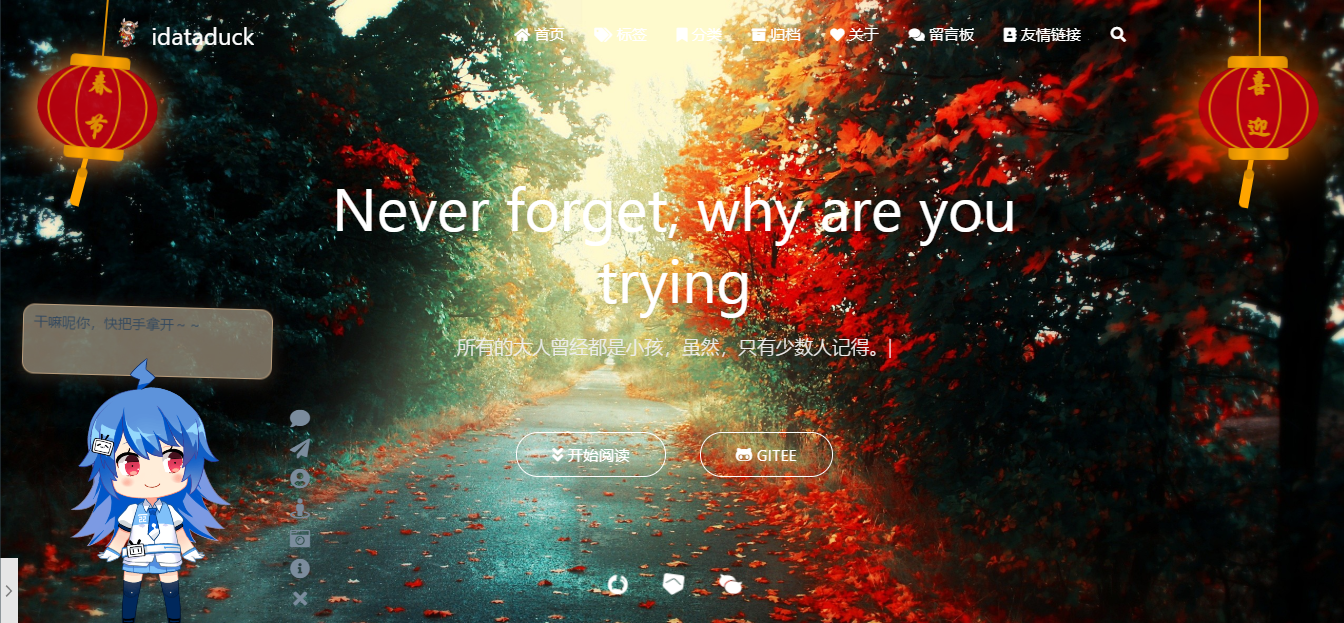 idataduck
首页 标签 分类 归档 关于 留言板 友情链接
春
节
喜
迎
Never forget, why are you
trying
干嘛呢你，快把手拿开～～
所有的大人曾经都是小孩，虽然，只有少数人记得。|
开始阅读 GITEE